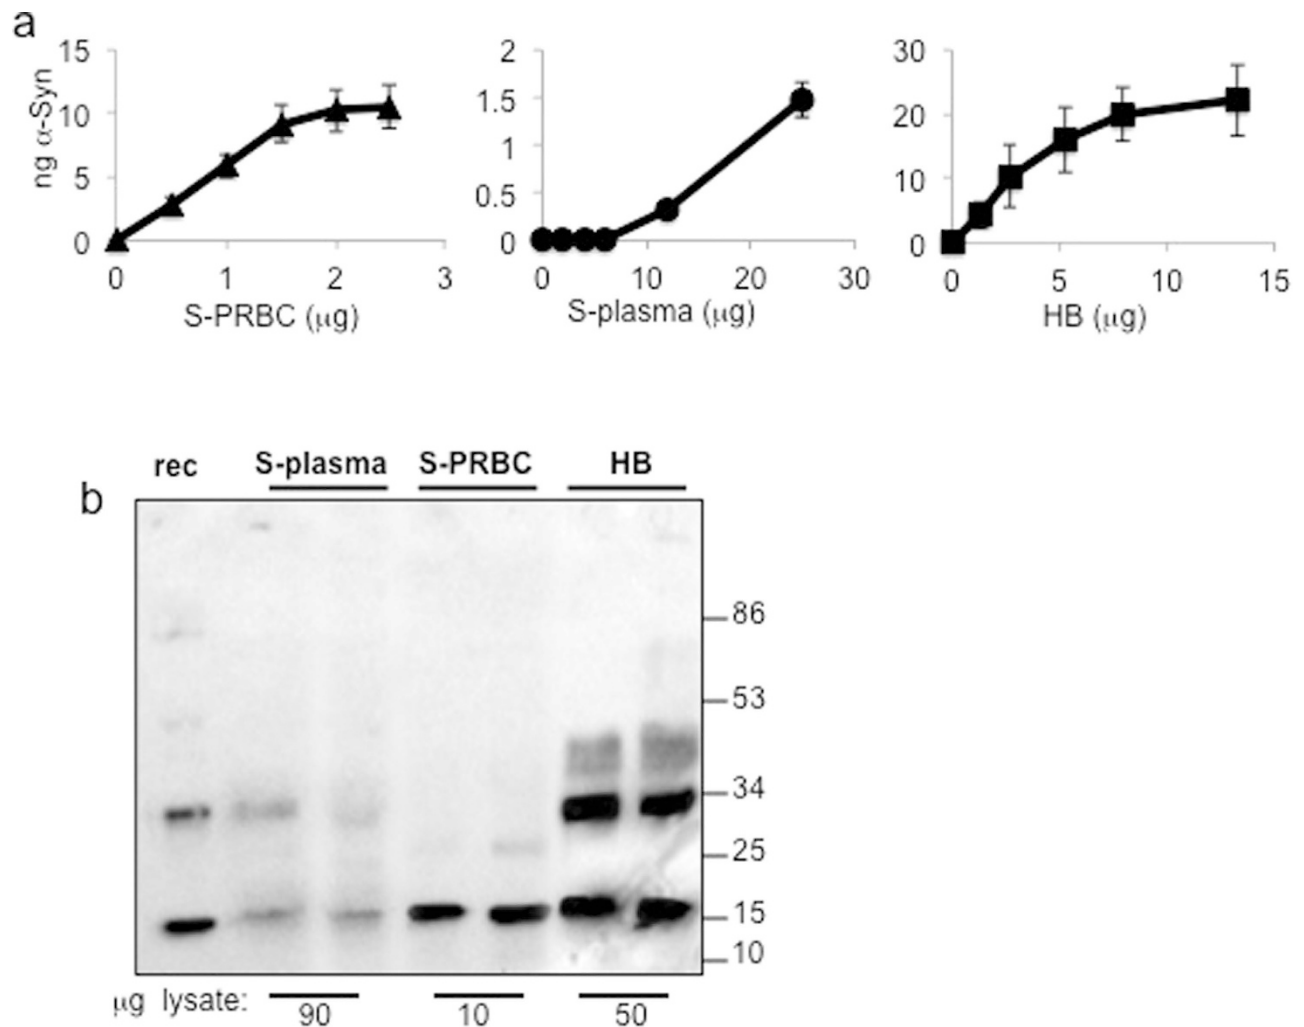 a
ng α-Syn
15
10
5
0
0 1 2 3
S-PRBC (μg)
2
1.5
1
0.5
0
0 10 20 30
S-plasma (μg)
30
20
10
0
0 5 10 15
HB (μg)
b
rec S-plasma S-PRBC HB
86
53
34
25
15
10
μg lysate: 90 10 50